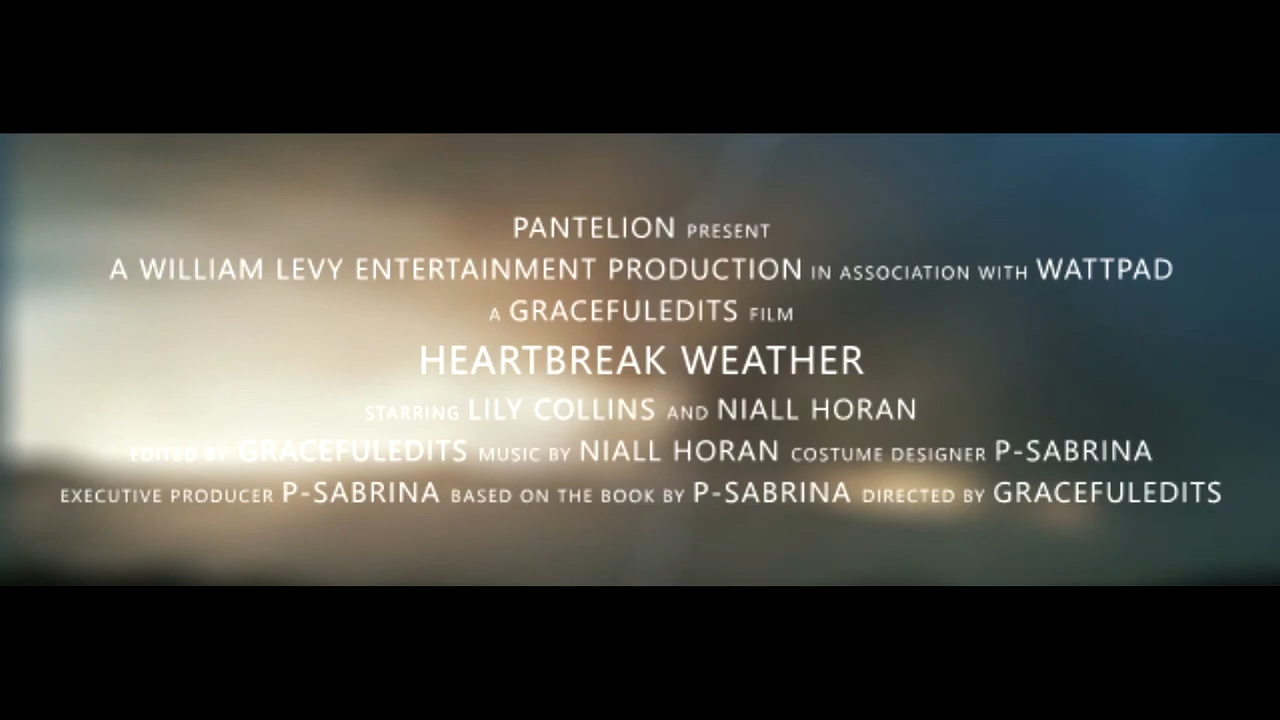 PANTELION PRESENT
A WILLIAM LEVY ENTERTAINMENT PRODUCTION IN ASSOCIATION WITH WATTPAD
A GRACEFULEDITS FILM
HEARTBREAK WEATHER
STARRING LILY COLLINS AND NIALL HORAN
EDITED BY GRACEFULEDITS MUSIC BY NIALL HORAN COSTUME DESIGNER P-SABRINA
EXECUTIVE PRODUCER P-SABRINA BASED ON THE BOOK BY P-SABRINA DIRECTED BY GRACEFULEDITS